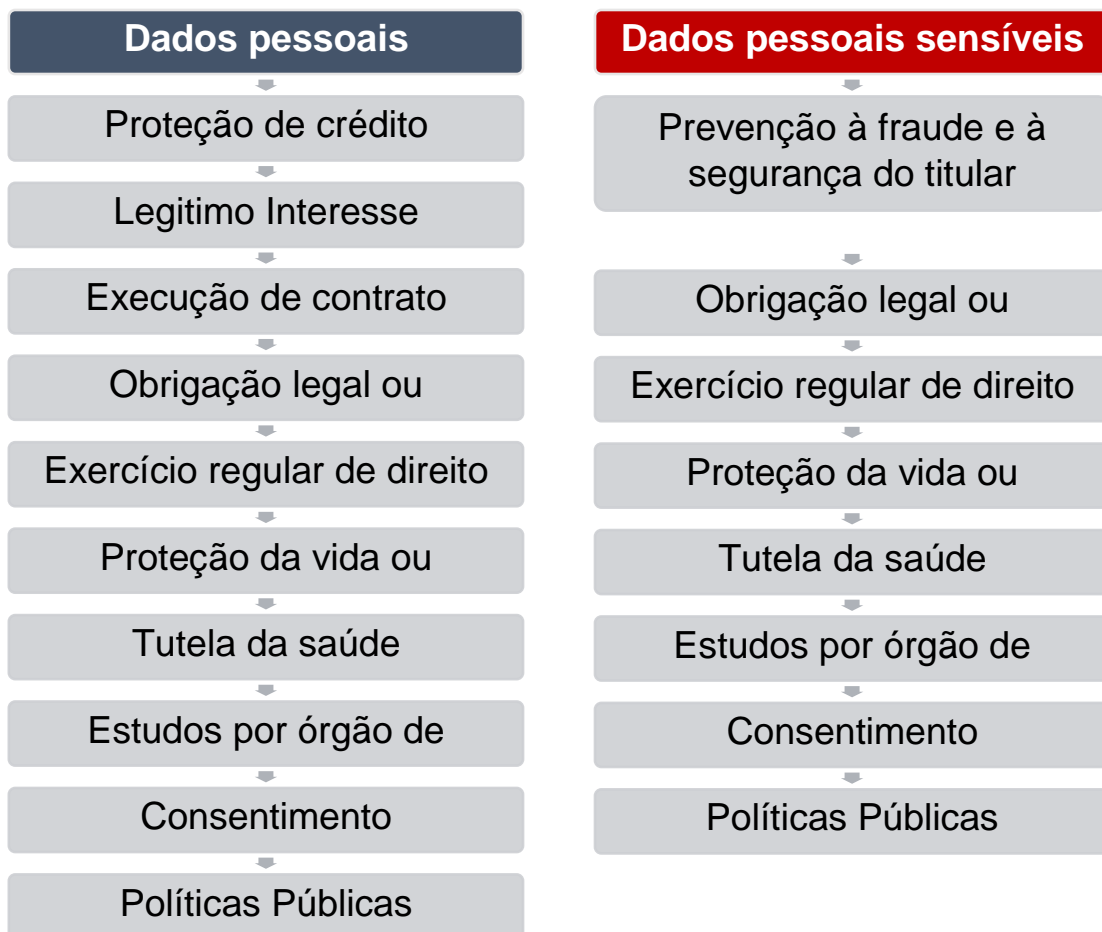 Dados pessoais
Proteção de crédito
Legitimo Interesse
Execução de contrato
Obrigação legal ou
Exercício regular de direito
Proteção da vida ou
Tutela da saúde
Estudos por órgão de
Consentimento
Políticas Públicas
Dados pessoais sensíveis
Prevenção à fraude e à
segurança do titular
Obrigação legal ou
Exercício regular de direito
Proteção da vida ou
Tutela da saúde
Estudos por órgão de
Consentimento
Políticas Públicas